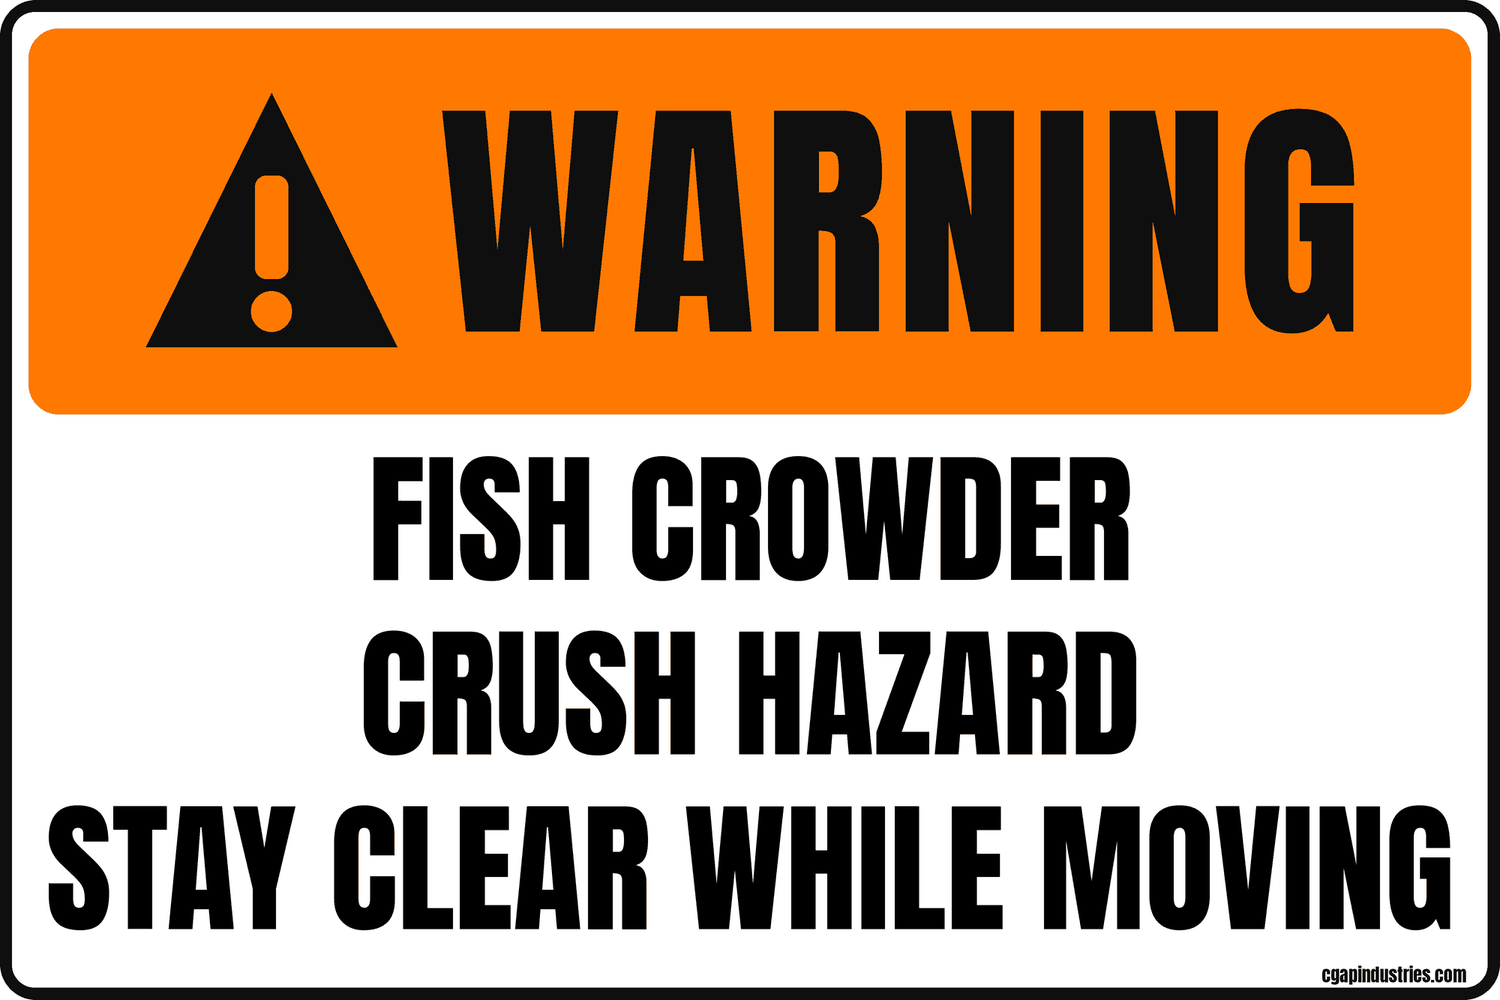 WARNING
FISH CROWDER
CRUSH HAZARD
STAY CLEAR WHILE MOVING
cgapindustries.com